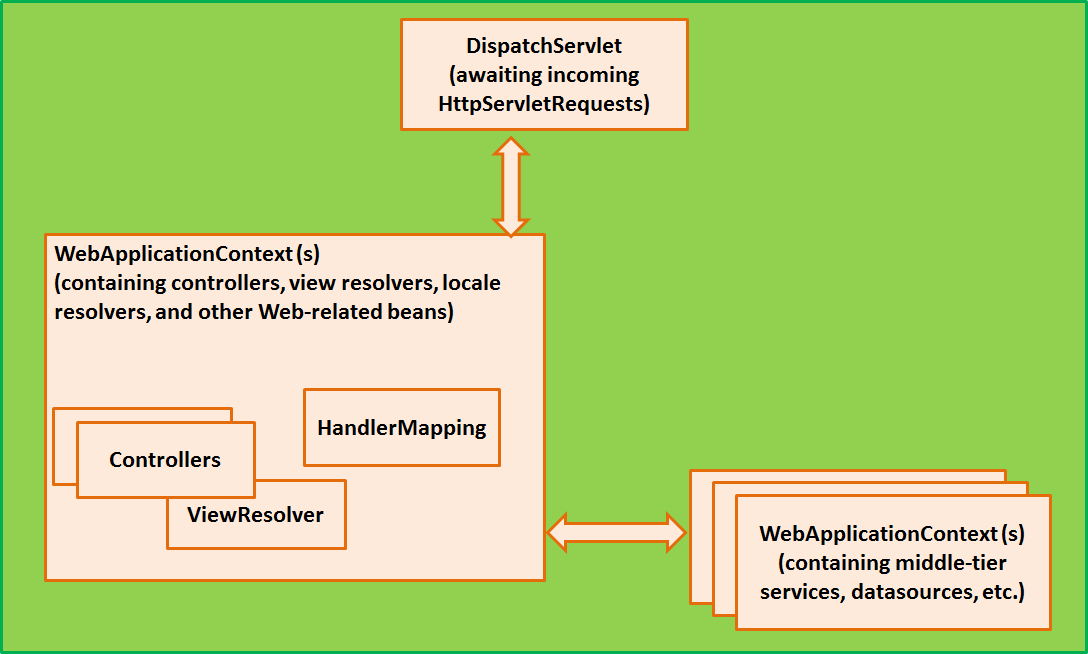 DispatchServlet
(awaiting incoming
HttpServletRequests)
WebApplicationContext (s)
(containing controllers, view resolvers, locale
resolvers, and other Web-related beans)
HandlerMapping
Controllers
ViewResolver
WebApplicationContext (s)
(containing middle-tier
services, datasources, etc.)